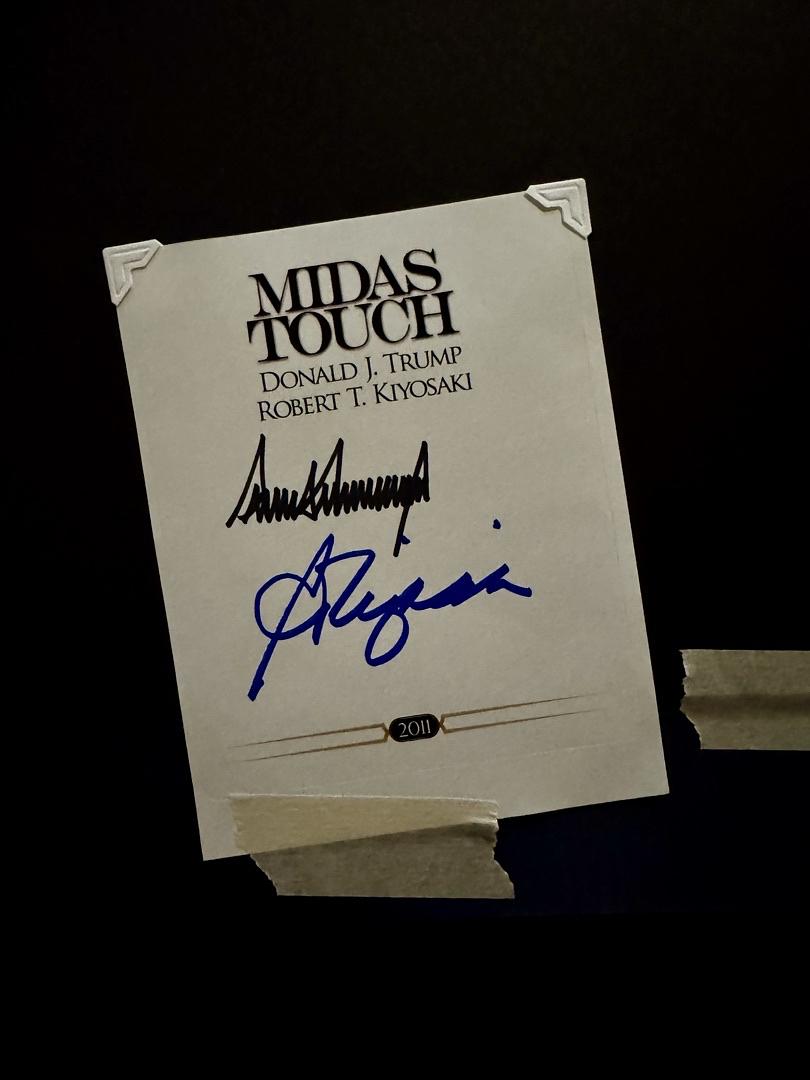 MIDAS
TOUCH
DONALD J. TRUMP
ROBERT T. KIYOSAKI
2011